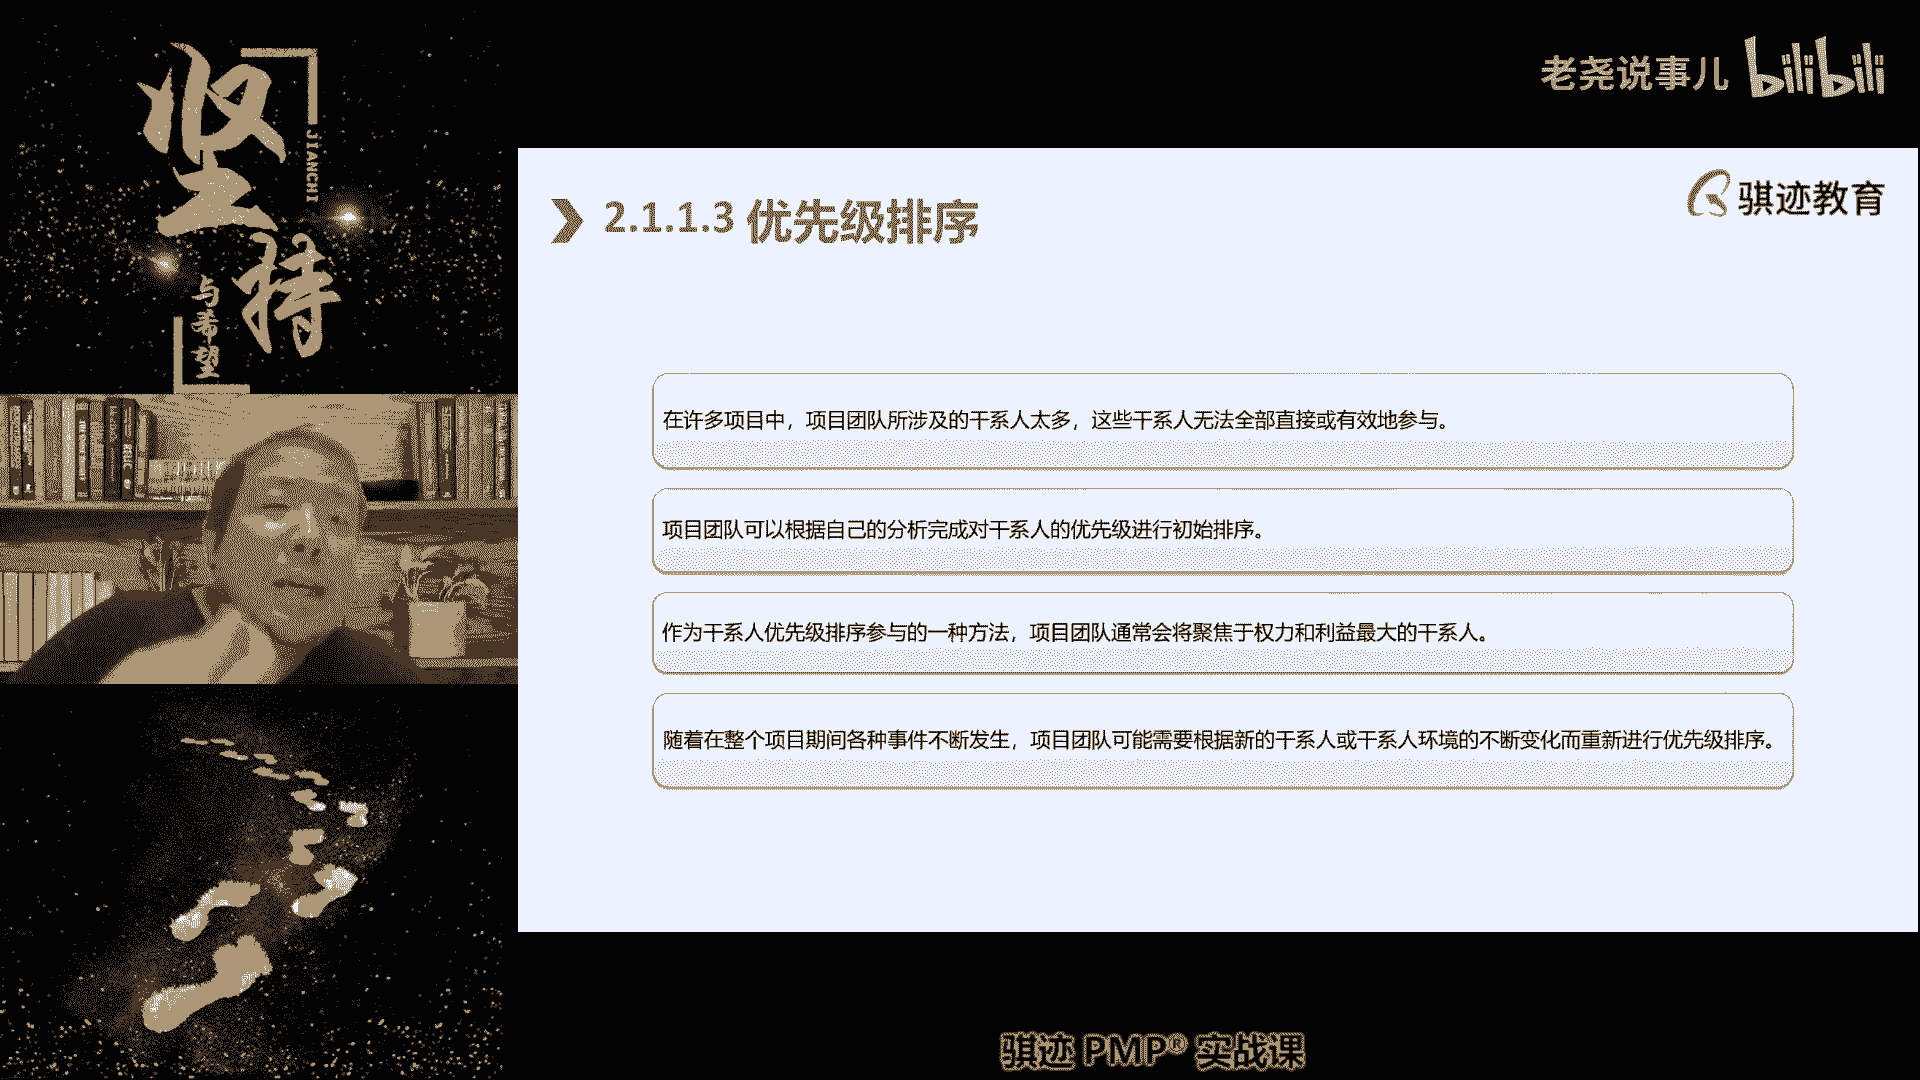 坚持
JIANCHI
与希望
老尧说事儿 bilibili
骐迹教育
2.1.1.3 优先级排序
在许多项目中，项目团队所涉及的干系人太多，这些干系人无法全部直接或有效地参与。
项目团队可以根据自己的分析完成对干系人的优先级进行初始排序。
作为干系人优先级排序参与的一种方法，项目团队通常会将聚焦于权力和利益最大的干系人。
随着在整个项目期间各种事件不断发生，项目团队可能需要根据新的干系人或干系人环境的不断变化而重新进行优先级排序。
骐迹 PMP® 实战课